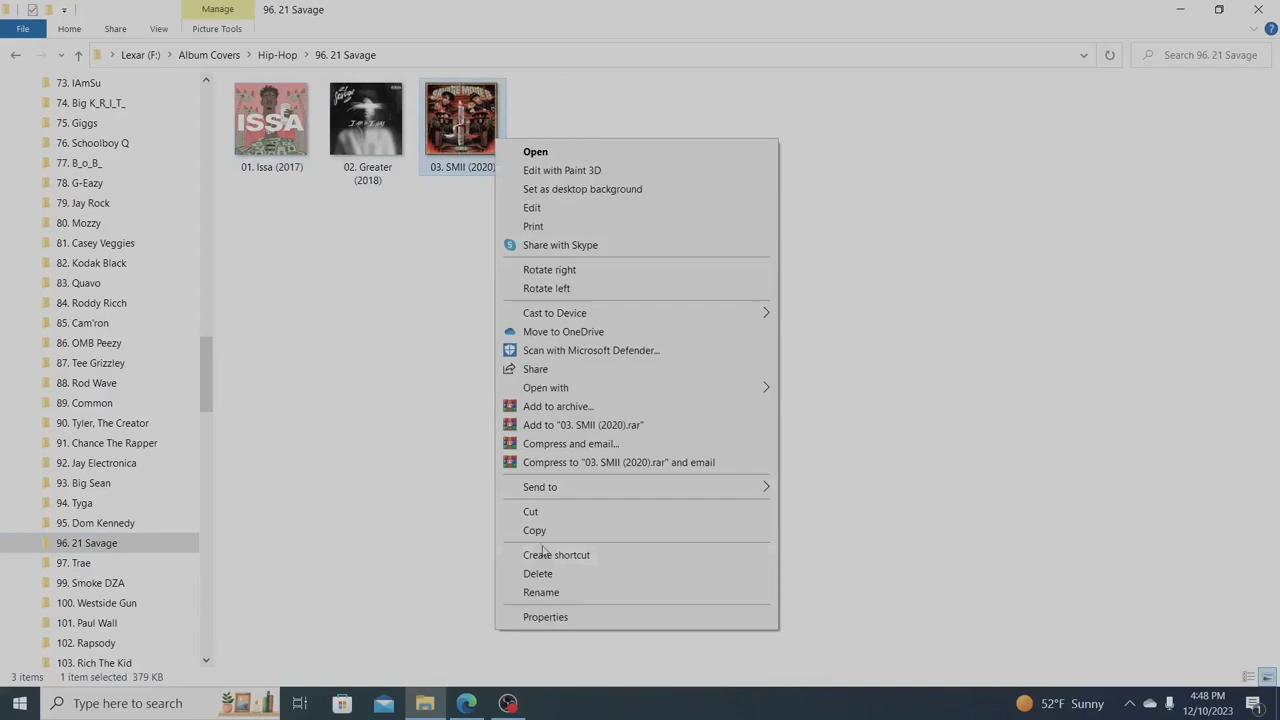 Manage
96. 21 Savage
File
Home
Share
View
Picture Tools
Lexar (F:)
Album Covers
Hip-Hop
96. 21 Savage
Search 96. 21 Savage
73. IAmSu
74. Big K_R_I_T_
75. Giggs
76. Schoolboy Q
77. B_o_B_
78. G-Eazy
79. Jay Rock
80. Mozzy
81. Casey Veggies
82. Kodak Black
83. Quavo
84. Roddy Ricch
85. Cam'ron
86. OMB Peezy
87. Tee Grizzley
88. Rod Wave
89. Common
90. Tyler, The Creator
91. Chance The Rapper
92. Jay Electronica
93. Big Sean
94. Tyga
95. Dom Kennedy
96. 21 Savage
97. Trae
99. Smoke DZA
100. Westside Gun
101. Paul Wall
102. Rapsody
103. Rich The Kid
ISSA
01. Issa (2017)
I AM > I WAS
02. Greater
(2018)
SAVAGE MODE II
03. SMII (2020)
Open
Edit with Paint 3D
Set as desktop background
Edit
Print
Share with Skype
Rotate right
Rotate left
Cast to Device
Move to OneDrive
Scan with Microsoft Defender...
Share
Open with
Add to archive...
Add to "03. SMII (2020).rar"
Compress and email...
Compress to "03. SMII (2020).rar" and email
Send to
Cut
Copy
Create shortcut
Delete
Rename
Properties
3 items
1 item selected 379 KB
Type here to search
52°F Sunny
4:48 PM
12/10/2023
1